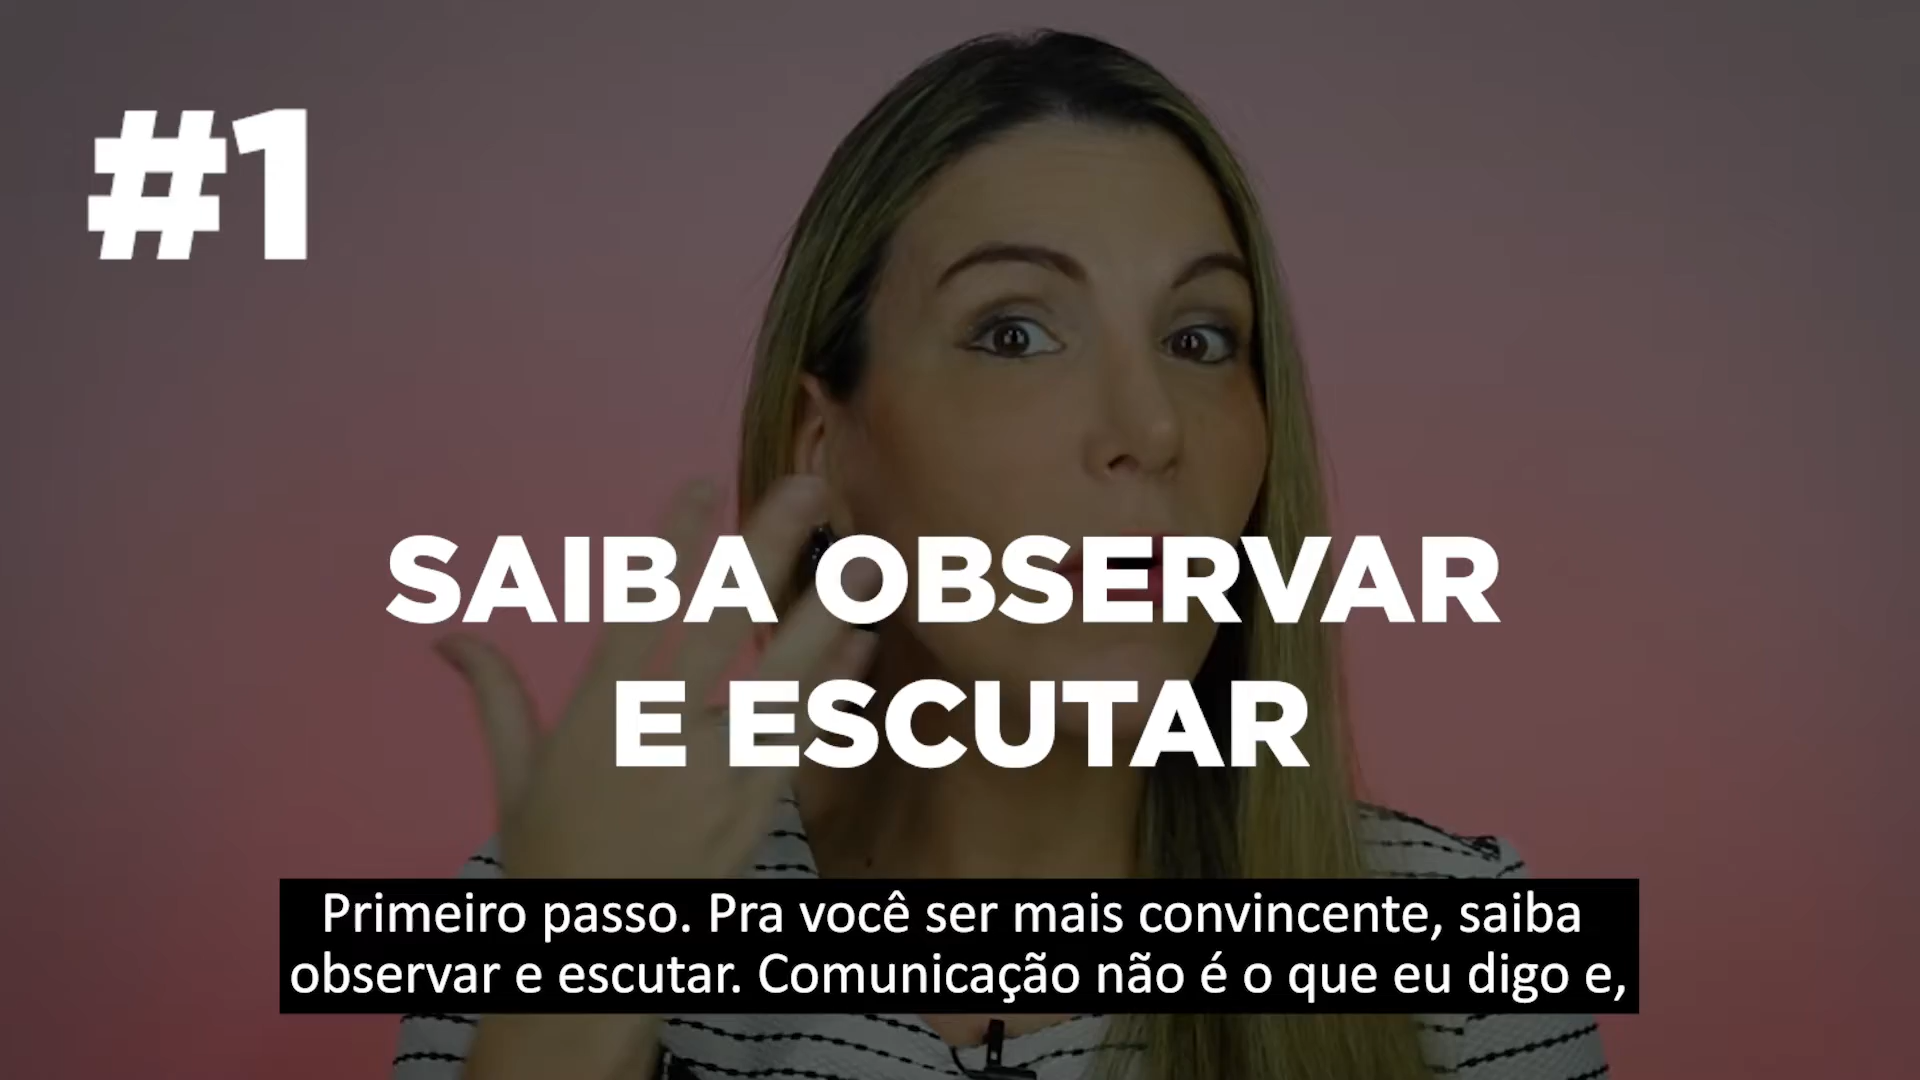 #1
SAIBA OBSERVAR
E ESCUTAR
Primeiro passo. Pra você ser mais convincente, saiba
observar e escutar. Comunicação não é o que eu digo e,